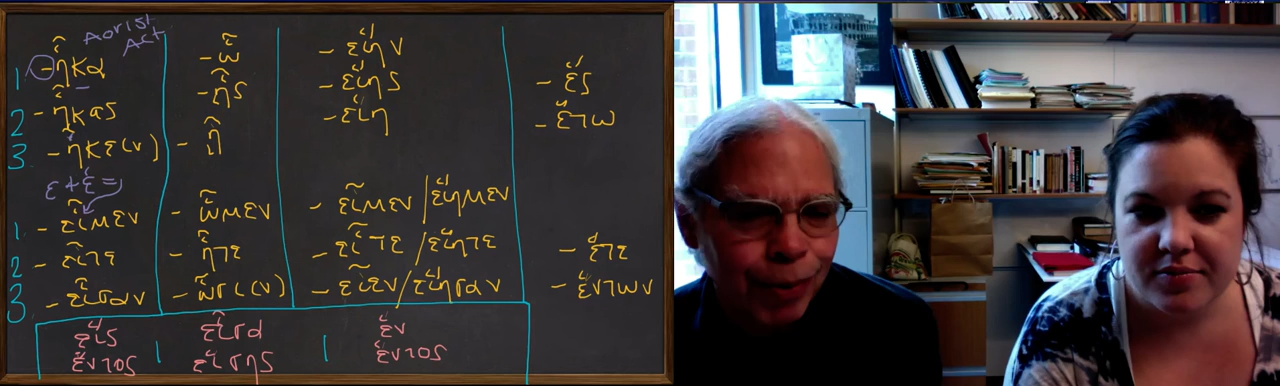 Aorist Act
1 -ἧκα -ὧ -εἵην -ἕς
2 -ἧκας -ᾗς -εἵης -ἕτω
3 -ἧκε(ν) -ᾗ -εἵη
ε+ἑ=
1. -εἷμεν -ὧμεν -εἷμεν/εἵημεν
2 -εἷτε -ἧτε -εἷτε/εἵητε -ἕτε
3 -εἷσαν -ὧσι(ν) -εἷεν/εἵησαν -ἕντων
εἵς εἷσα ἕν
ἕντος εἵσης ἕντος